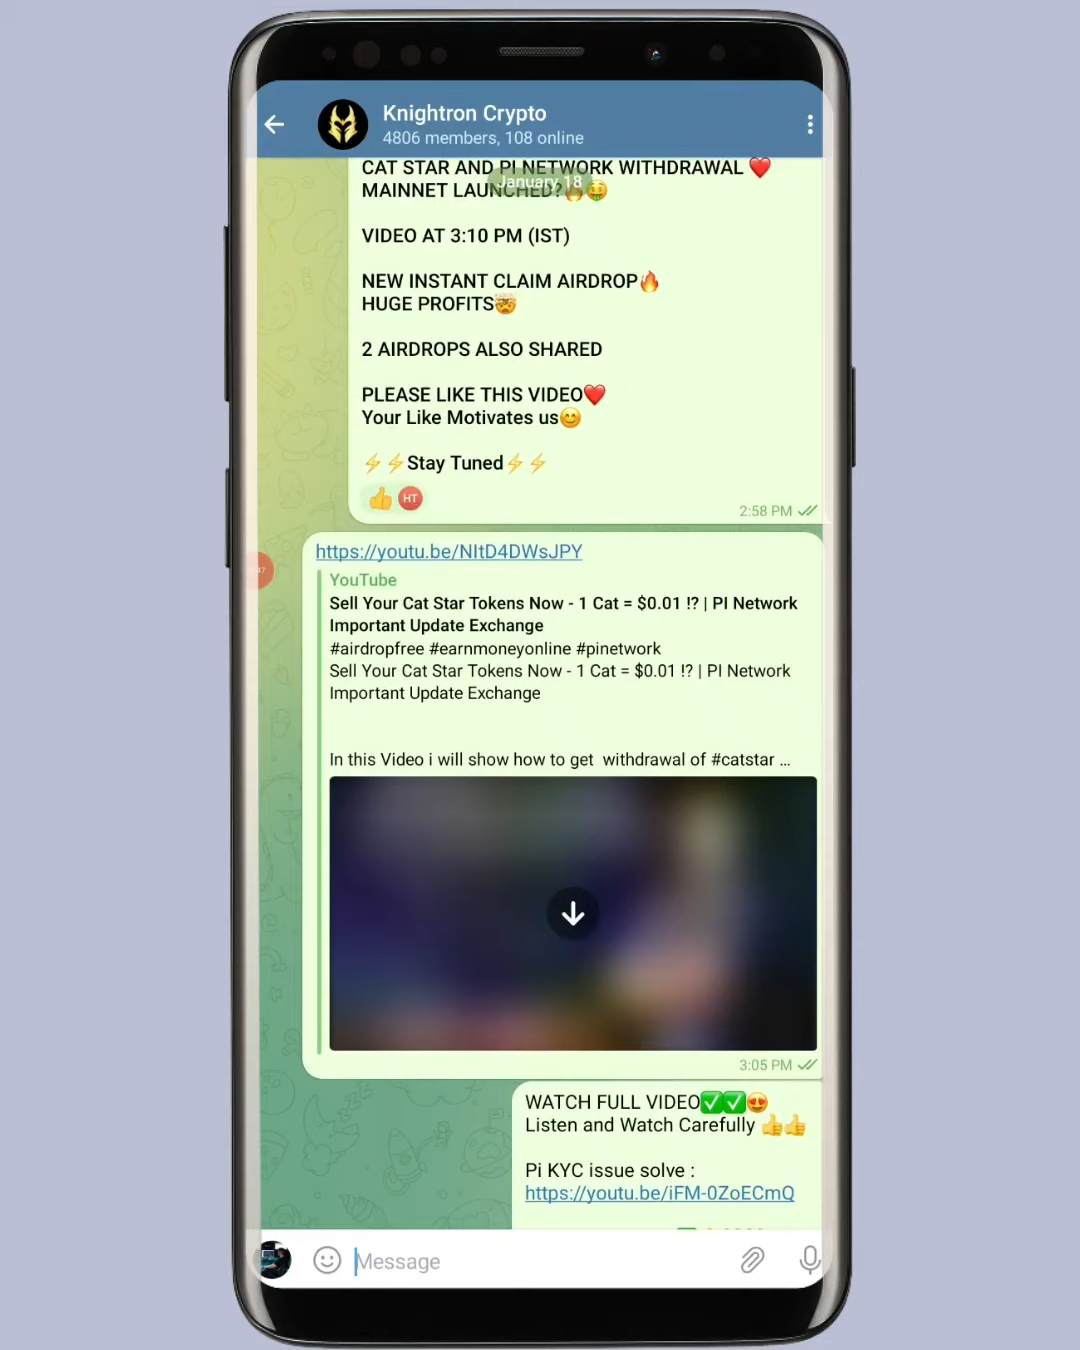 Knightron Crypto
4806 members, 108 online
CAT STAR AND PI NETWORK WITHDRAWAL ❤️
January 18
MAINNET LAUNCHED?🔥🤑
VIDEO AT 3:10 PM (IST)
NEW INSTANT CLAIM AIRDROP🔥
HUGE PROFITS🤯
2 AIRDROPS ALSO SHARED
PLEASE LIKE THIS VIDEO❤️
Your Like Motivates us😊
⚡⚡Stay Tuned⚡⚡
👍 HT
2:58 PM
https://youtu.be/NItD4DWsJPY
YouTube
Sell Your Cat Star Tokens Now - 1 Cat = $0.01 !? | PI Network
Important Update Exchange
#airdropfree #earnmoneyonline #pinetwork
Sell Your Cat Star Tokens Now - 1 Cat = $0.01 !? | PI Network
Important Update Exchange
In this Video i will show how to get  withdrawal of #catstar ...
3:05 PM
WATCH FULL VIDEO✅✅😍
Listen and Watch Carefully 👍👍
Pi KYC issue solve :
https://youtu.be/iFM-0ZoECmQ
Message